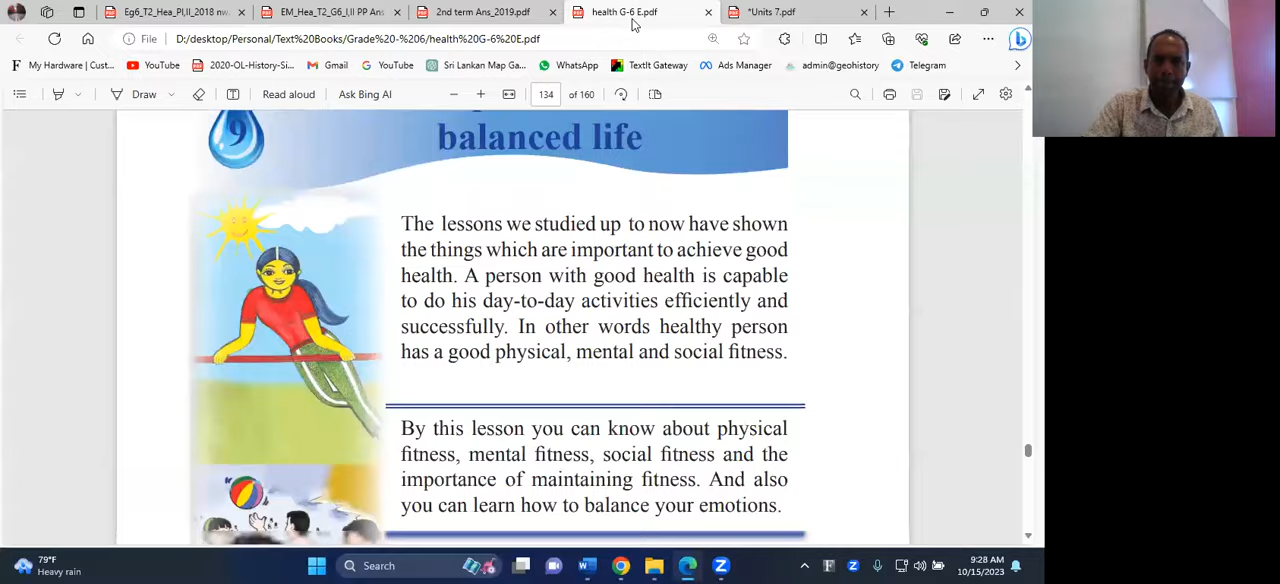 Eg6_T2_Hea_PI,II_2018 nw.
EM_Hea_T2_G6_I,II PP Ans
2nd term Ans_2019.pdf
health G-6 E.pdf
*Units 7.pdf
File
D:/desktop/Personal/Text%20Books/Grade%20-%206/health%20G-6%20E.pdf
F My Hardware | Cust...
YouTube
2020-OL-History-Si...
Gmail
G YouTube
Sri Lankan Map Ga...
WhatsApp
TextIt Gateway
Ads Manager
admin@geohistory
Telegram
Draw
Read aloud
Ask Bing AI
134 of 160
9
balanced life
The lessons we studied up to now have shown
the things which are important to achieve good
health. A person with good health is capable
to do his day-to-day activities efficiently and
successfully. In other words healthy person
has a good physical, mental and social fitness.
By this lesson you can know about physical
fitness, mental fitness, social fitness and the
importance of maintaining fitness. And also
you can learn how to balance your emotions.
79°F
Heavy rain
Search
9:28 AM
10/15/2023